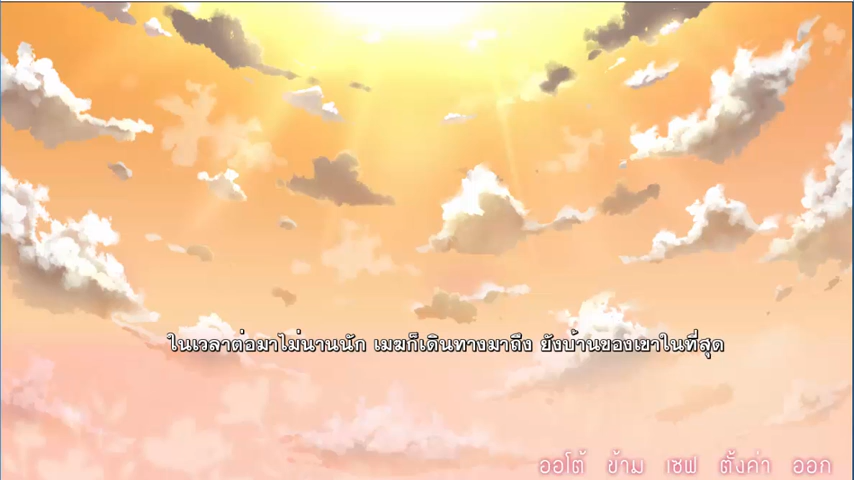 ในเวลาต่อมาไม่นานนัก เมฆก็เดินทางมาถึง ยังบ้านของเขาในที่สุด
ออโต้ ข้าม เซฟ ตั้งค่า ออก